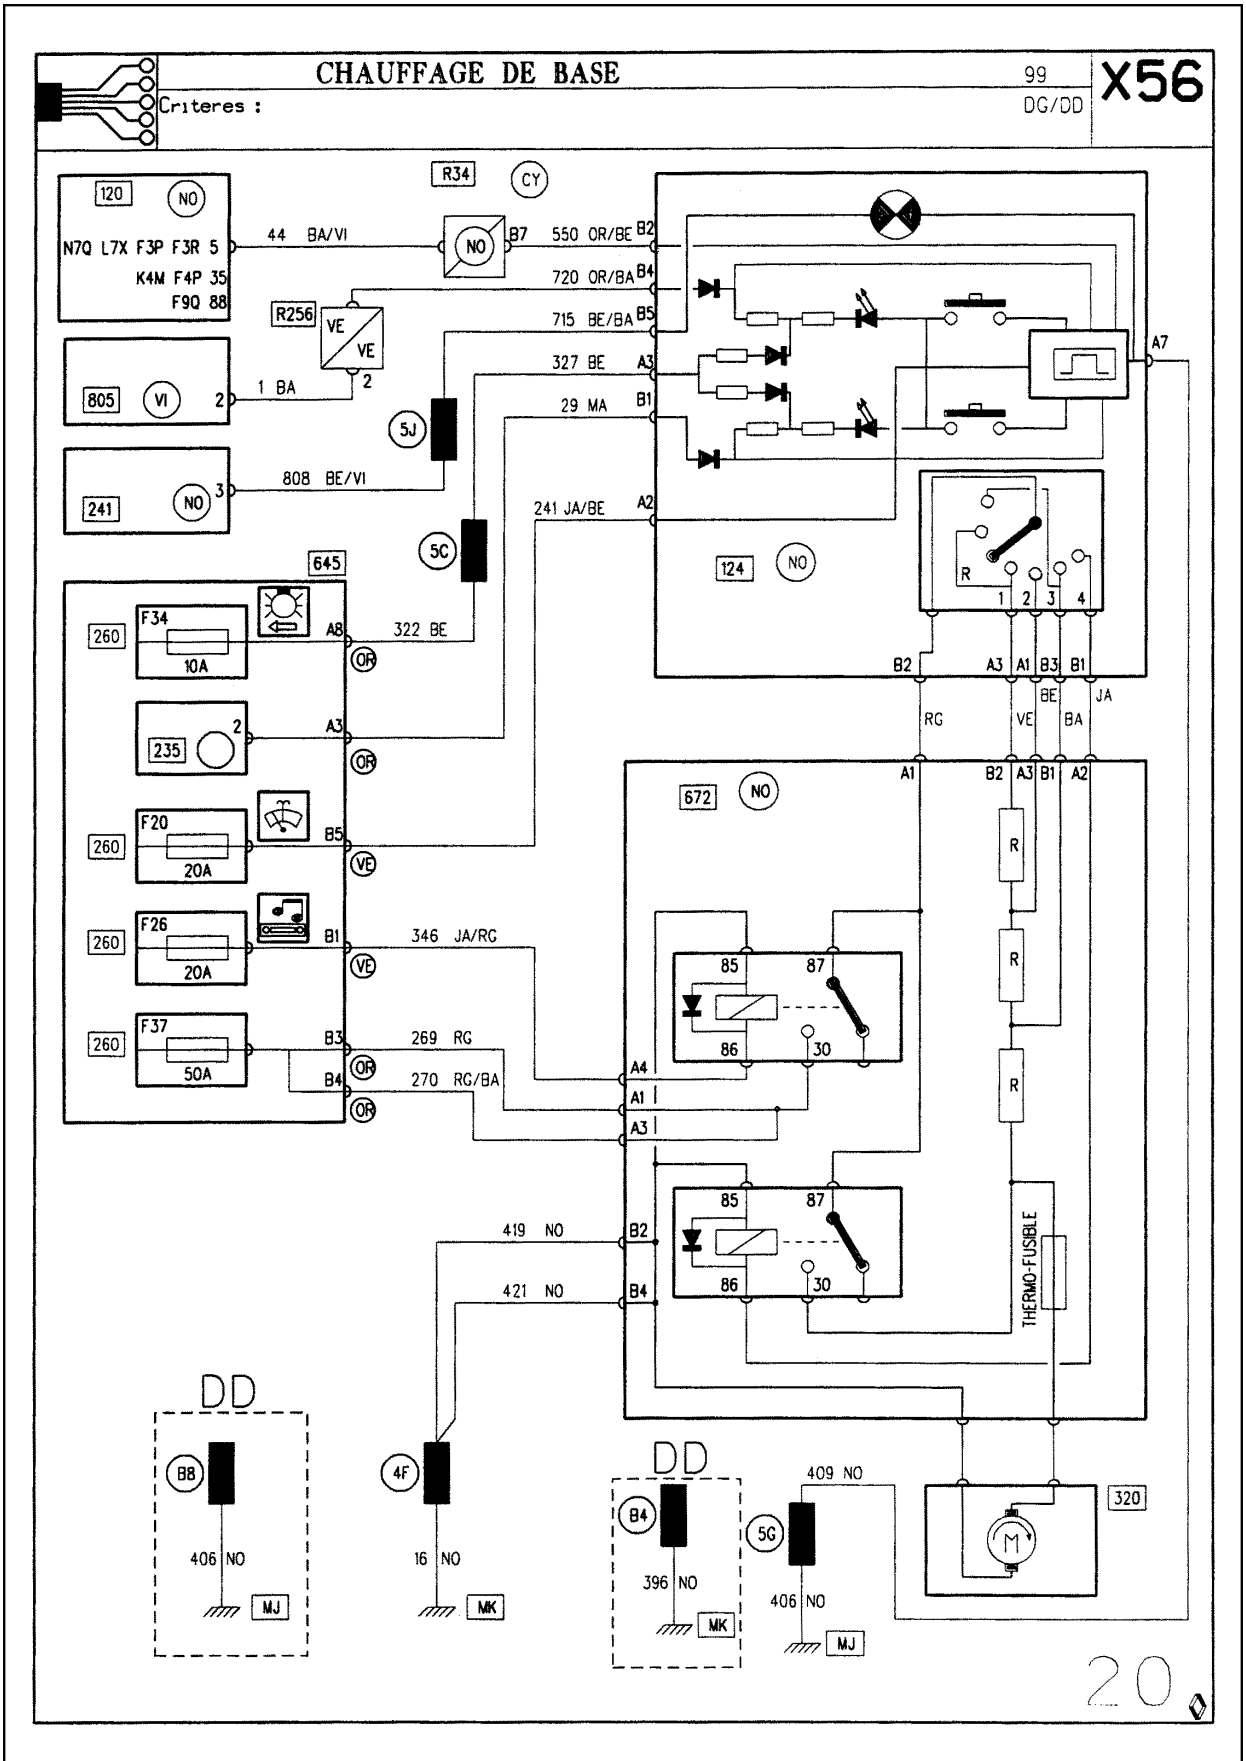 CHAUFFAGE DE BASE
99
X56
Criteres :
DG/DD
R34
CY
120
NO
N7Q L7X F3P F3R 5
K4M F4P 35
F9Q 88
44 BA/VI
NO
B7
550 OR/BE
B2
720 OR/BA
B4
R256
VE
VE
2
715 BE/BA
B5
327 BE
A3
29 MA
B1
A7
805
VI
2
1 BA
5J
241
NO
3
808 BE/VI
241 JA/BE
A2
5C
124
NO
R
1
2
3
4
645
260
F34
10A
A8
OR
322 BE
B2
A3
A1
B3
B1
RG
VE
BE
BA
JA
235
2
A3
OR
672
NO
A1
B2
A3
B1
A2
260
F20
20A
B5
VE
R
260
F26
20A
B1
VE
346 JA/RG
85
87
R
86
30
260
F37
50A
B3
OR
269 RG
B4
OR
270 RG/BA
A4
A1
A3
R
85
87
86
30
THERMO-FUSIBLE
419 NO
B2
421 NO
B4
DD
B8
406 NO
MJ
4F
16 NO
MK
DD
B4
396 NO
MK
409 NO
5G
406 NO
MJ
320
M
20